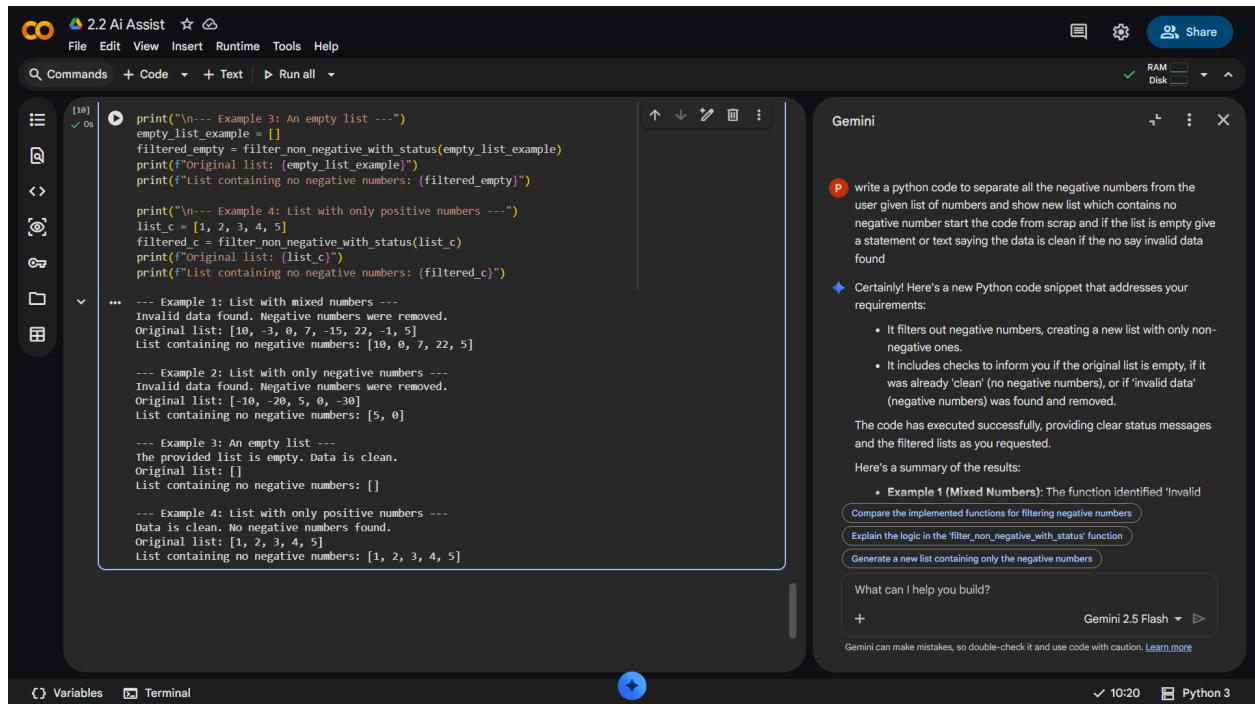 2.2 Ai Assist
File Edit View Insert Runtime Tools Help
Share
Commands + Code + Text Run all
RAM
Disk
[10]
0s
print("\n--- Example 3: An empty list ---")
empty_list_example = []
filtered_empty = filter_non_negative_with_status(empty_list_example)
print(f"Original list: {empty_list_example}")
print(f"List containing no negative numbers: {filtered_empty}")
print("\n--- Example 4: List with only positive numbers ---")
list_c = [1, 2, 3, 4, 5]
filtered_c = filter_non_negative_with_status(list_c)
print(f"Original list: {list_c}")
print(f"List containing no negative numbers: {filtered_c}")
--- Example 1: List with mixed numbers ---
Invalid data found. Negative numbers were removed.
Original list: [10, -3, 0, 7, -15, 22, -1, 5]
List containing no negative numbers: [10, 0, 7, 22, 5]
--- Example 2: List with only negative numbers ---
Invalid data found. Negative numbers were removed.
Original list: [-10, -20, 5, 0, -30]
List containing no negative numbers: [5, 0]
--- Example 3: An empty list ---
The provided list is empty. Data is clean.
Original list: []
List containing no negative numbers: []
--- Example 4: List with only positive numbers ---
Data is clean. No negative numbers found.
Original list: [1, 2, 3, 4, 5]
List containing no negative numbers: [1, 2, 3, 4, 5]
Gemini
P
write a python code to separate all the negative numbers from the
user given list of numbers and show new list which contains no
negative number start the code from scrap and if the list is empty give
a statement or text saying the data is clean if the no say invalid data
found
Certainly! Here's a new Python code snippet that addresses your
requirements:
• It filters out negative numbers, creating a new list with only non-
negative ones.
• It includes checks to inform you if the original list is empty, if it
was already 'clean' (no negative numbers), or if 'invalid data'
(negative numbers) was found and removed.
The code has executed successfully, providing clear status messages
and the filtered lists as you requested.
Here's a summary of the results:
• Example 1 (Mixed Numbers): The function identified 'Invalid
Compare the implemented functions for filtering negative numbers
Explain the logic in the 'filter_non_negative_with_status' function
Generate a new list containing only the negative numbers
What can I help you build?
+ Gemini 2.5 Flash
Gemini can make mistakes, so double-check it and use code with caution. Learn more
{} Variables Terminal
10:20 Python 3